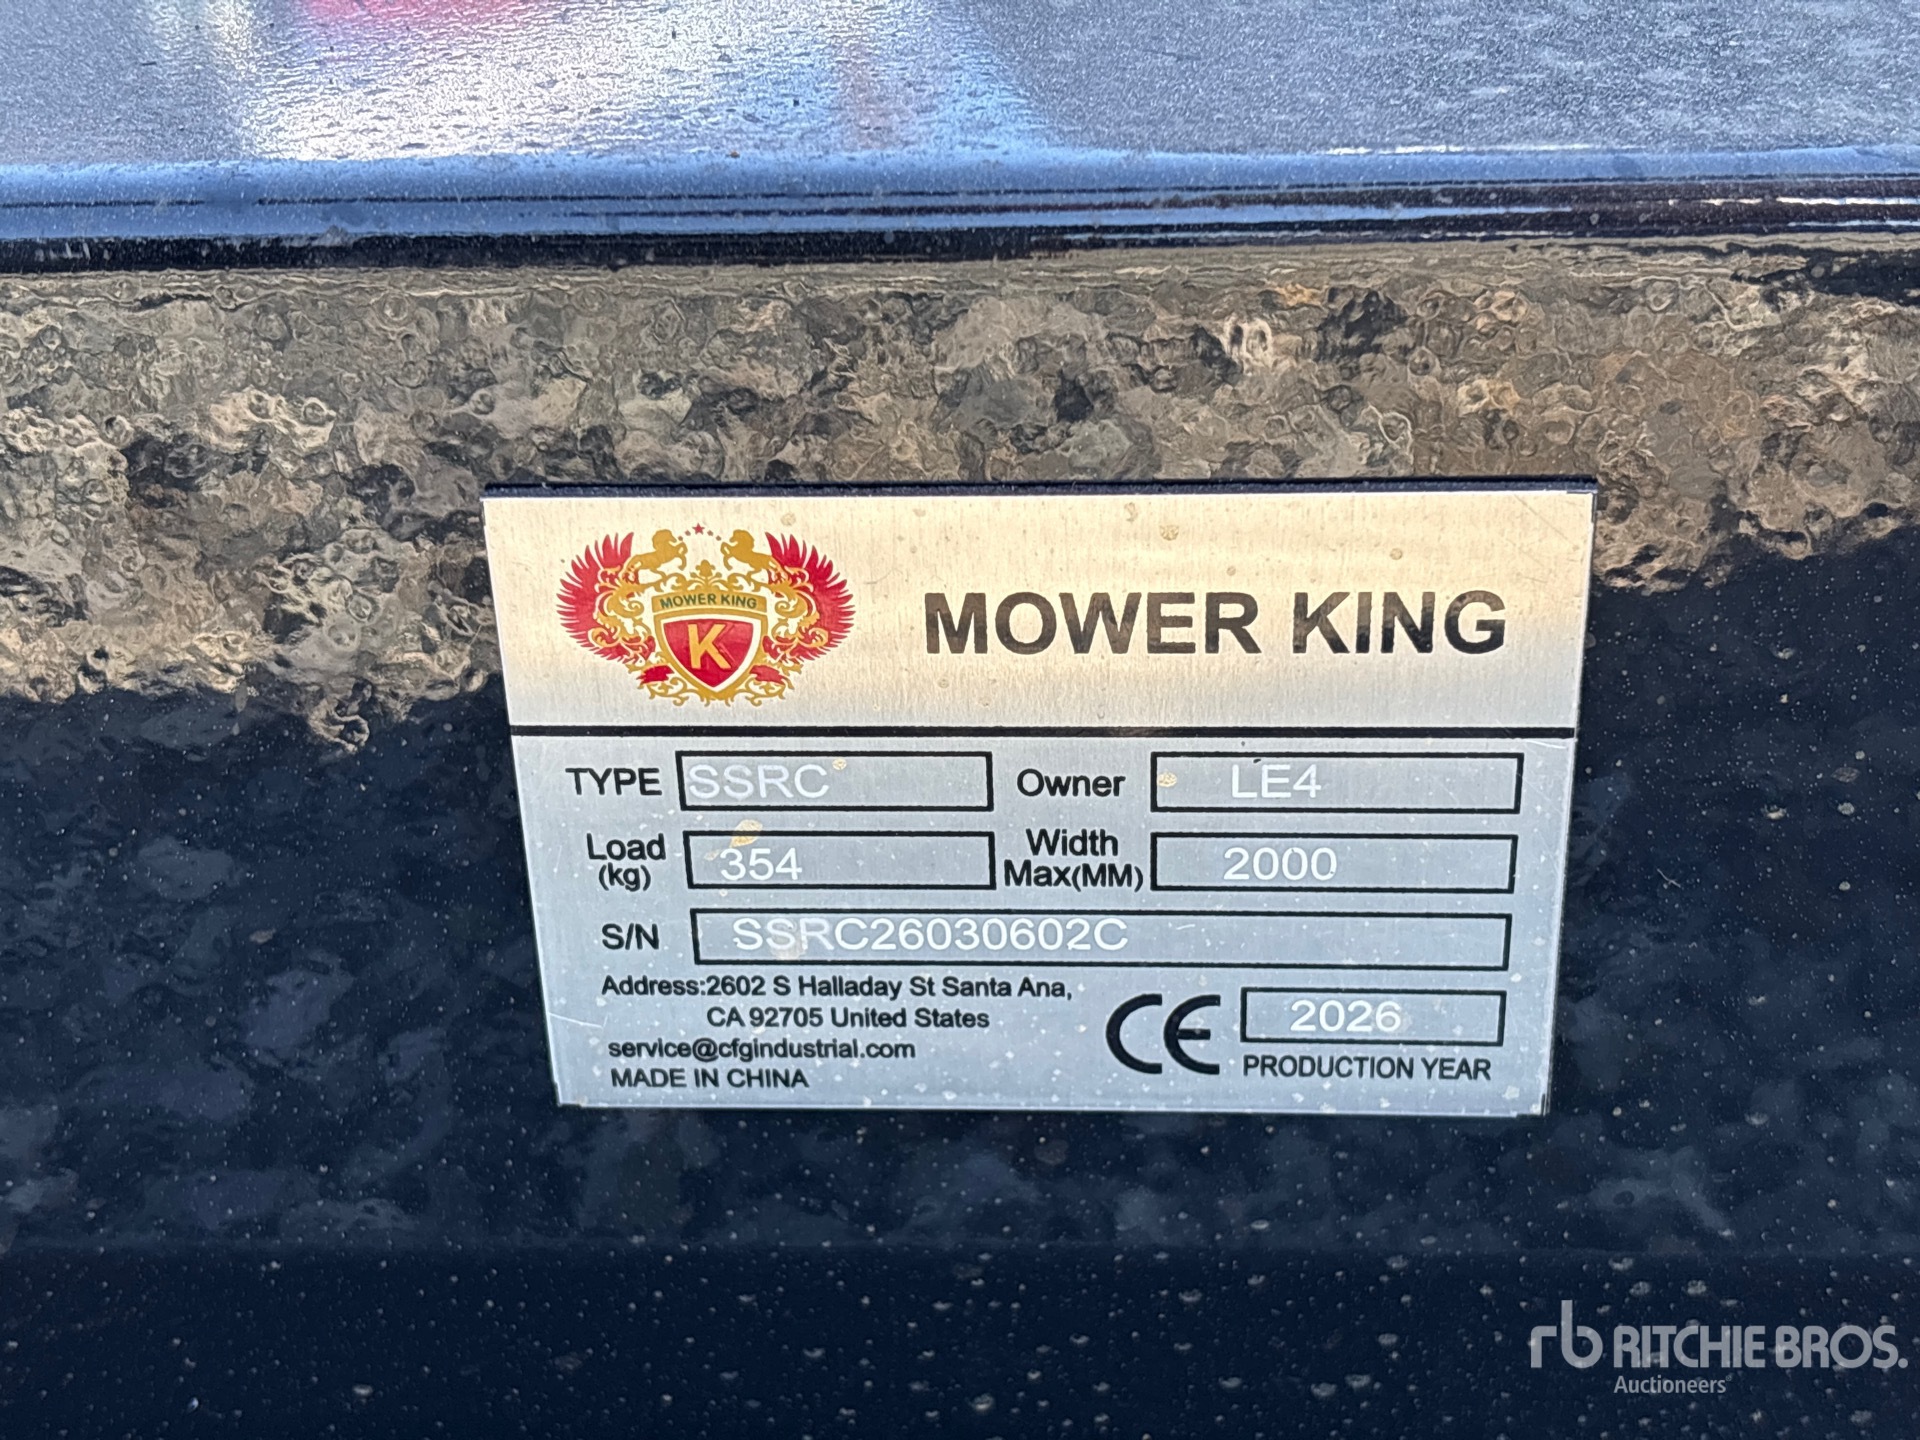 MOWER KING
K
MOWER KING
TYPE SSRC Owner LE4
Load (kg) 354 Width Max(MM) 2000
S/N SSRC26030602C
Address:2602 S Halladay St Santa Ana,
CA 92705 United States
service@cfgindustrial.com
MADE IN CHINA
CE 2026
PRODUCTION YEAR
rb RITCHIE BROS.
Auctioneers